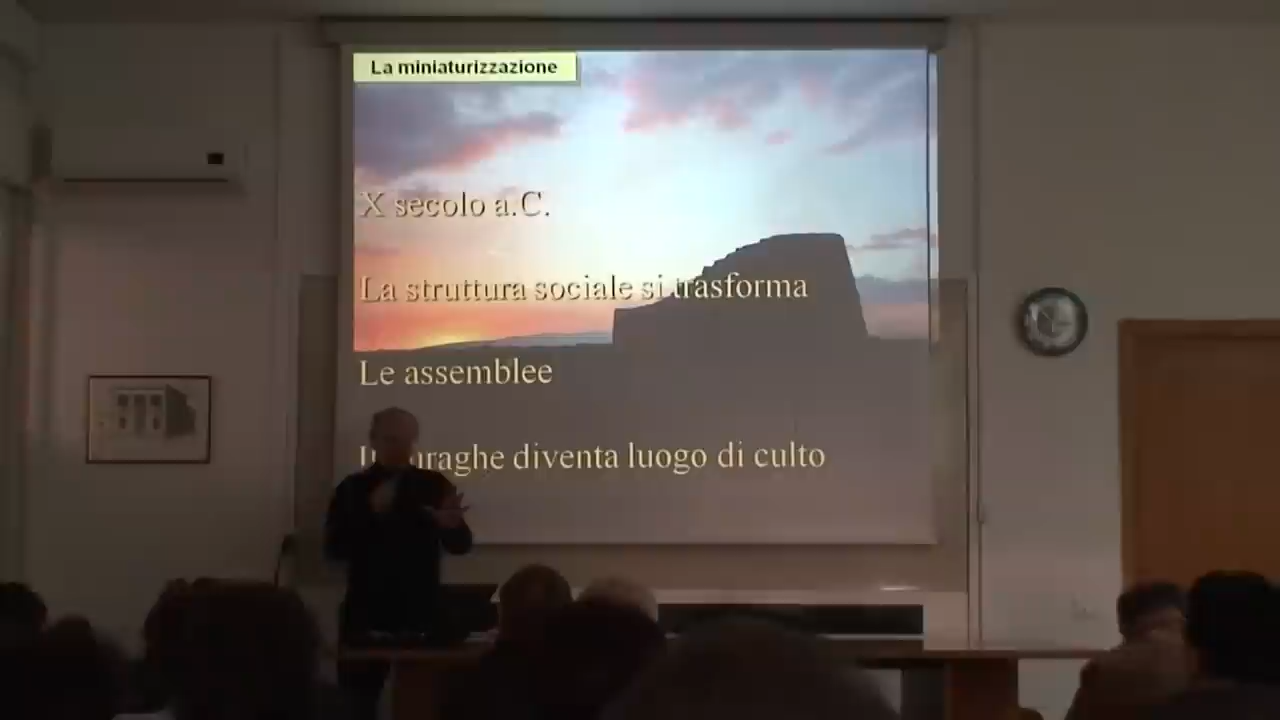 La miniaturizzazione
X secolo a.C.
La struttura sociale si trasforma
Le assemblee
diventa luogo di culto